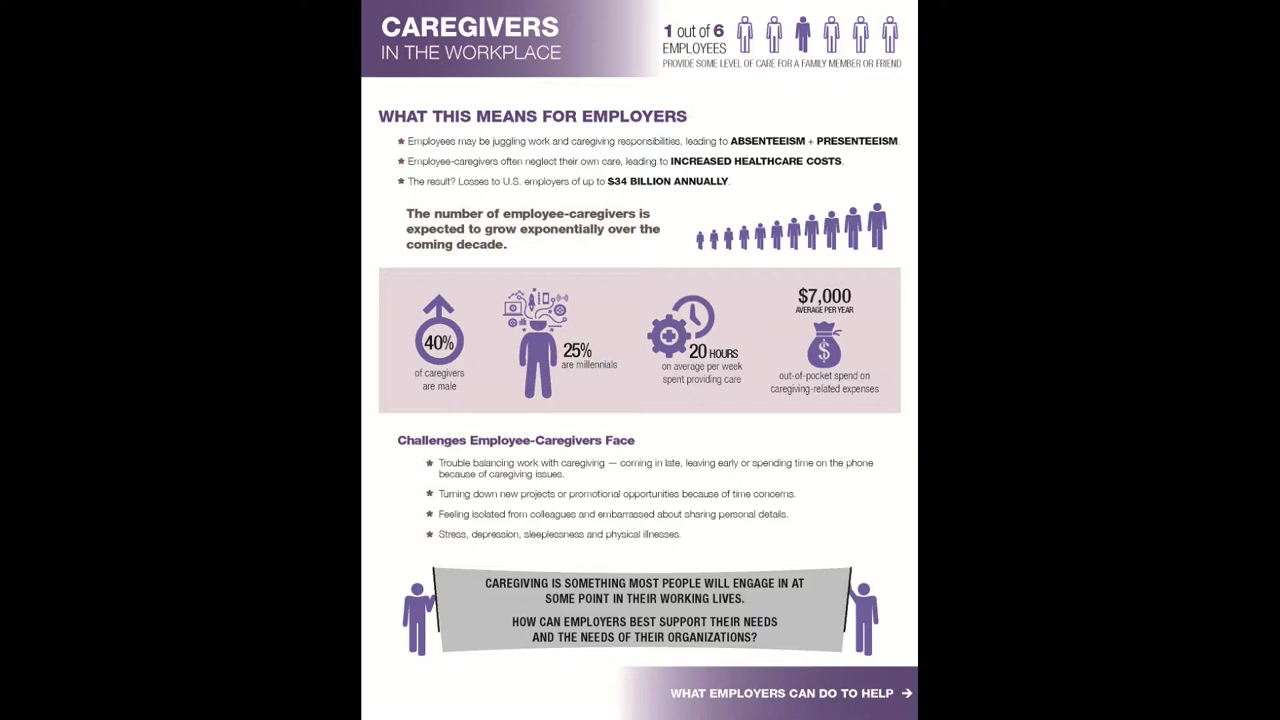 CAREGIVERS
IN THE WORKPLACE
1 out of 6
EMPLOYEES
PROVIDE SOME LEVEL OF CARE FOR A FAMILY MEMBER OR FRIEND
WHAT THIS MEANS FOR EMPLOYERS
* Employees may be juggling work and caregiving responsibilities, leading to ABSENTEEISM + PRESENTEEISM.
* Employee-caregivers often neglect their own care, leading to INCREASED HEALTHCARE COSTS.
* The result? Losses to U.S. employers of up to $34 BILLION ANNUALLY.
The number of employee-caregivers is
expected to grow exponentially over the
coming decade.
40%
of caregivers
are male
25%
are millennials
20 HOURS
on average per week
spent providing care
$7,000
AVERAGE PER YEAR
$
out-of-pocket spend on
caregiving-related expenses
Challenges Employee-Caregivers Face
* Trouble balancing work with caregiving — coming in late, leaving early or spending time on the phone
because of caregiving issues.
* Turning down new projects or promotional opportunities because of time concerns.
* Feeling isolated from colleagues and embarrassed about sharing personal details.
* Stress, depression, sleeplessness and physical illnesses.
CAREGIVING IS SOMETHING MOST PEOPLE WILL ENGAGE IN AT
SOME POINT IN THEIR WORKING LIVES.
HOW CAN EMPLOYERS BEST SUPPORT THEIR NEEDS
AND THE NEEDS OF THEIR ORGANIZATIONS?
WHAT EMPLOYERS CAN DO TO HELP →